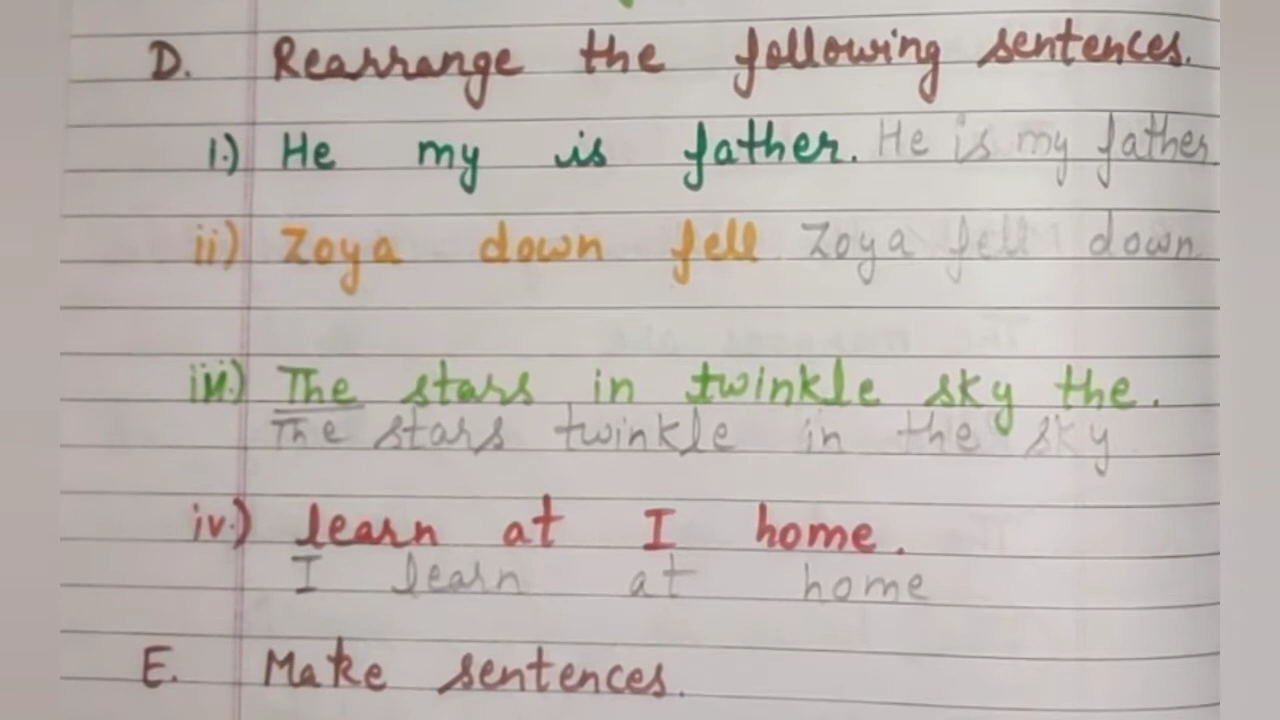 D. Rearrange the following sentences.
i.) He my is father. He is my father
ii) Zoya down fell Zoya fell down
iii.) The stars in twinkle sky the.
The stars twinkle in the sky
iv.) learn at I home.
I learn at home
E. Make sentences.